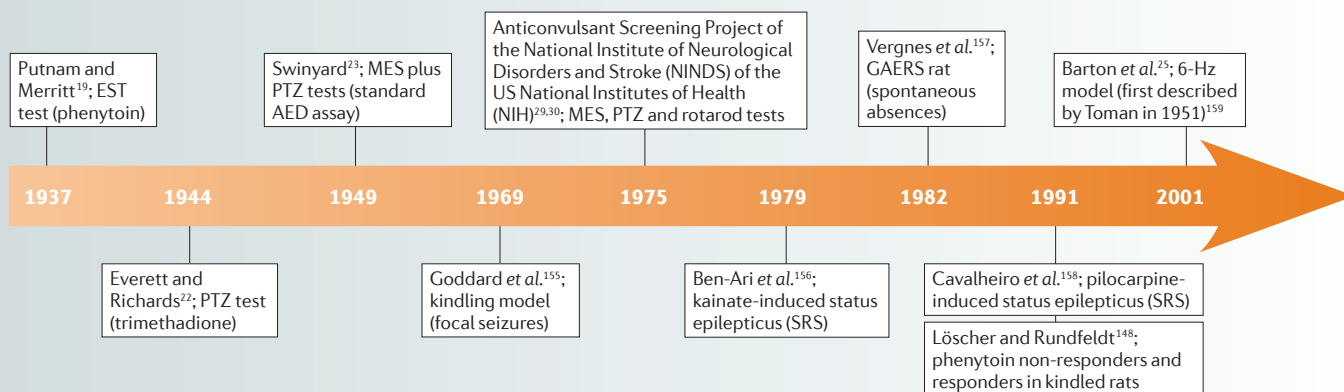 Putnam and
Merritt19; EST
test (phenytoin)
Swinyard23; MES plus
PTZ tests (standard
AED assay)
Anticonvulsant Screening Project of
the National Institute of Neurological
Disorders and Stroke (NINDS) of the
US National Institutes of Health
(NIH)29,30; MES, PTZ and rotarod tests
Vergnes et al.157;
GAERS rat
(spontaneous
absences)
Barton et al.25; 6-Hz
model (first described
by Toman in 1951)159
1937 1944 1949 1969 1975 1979 1982 1991 2001
Everett and
Richards22; PTZ test
(trimethadione)
Goddard et al.155;
kindling model
(focal seizures)
Ben-Ari et al.156;
kainate-induced status
epilepticus (SRS)
Cavalheiro et al.158; pilocarpine-
induced status epilepticus (SRS)
Löscher and Rundfeldt148;
phenytoin non-responders and
responders in kindled rats